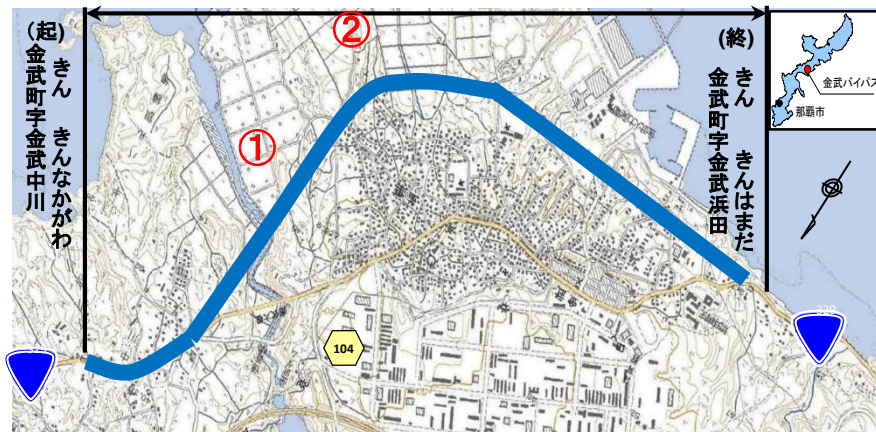 ②
①
(起)
きん きんなかがわ
金武町字金武中川
(終)
きん きんはまだ
金武町字金武浜田
金武バイパス
那覇市
104